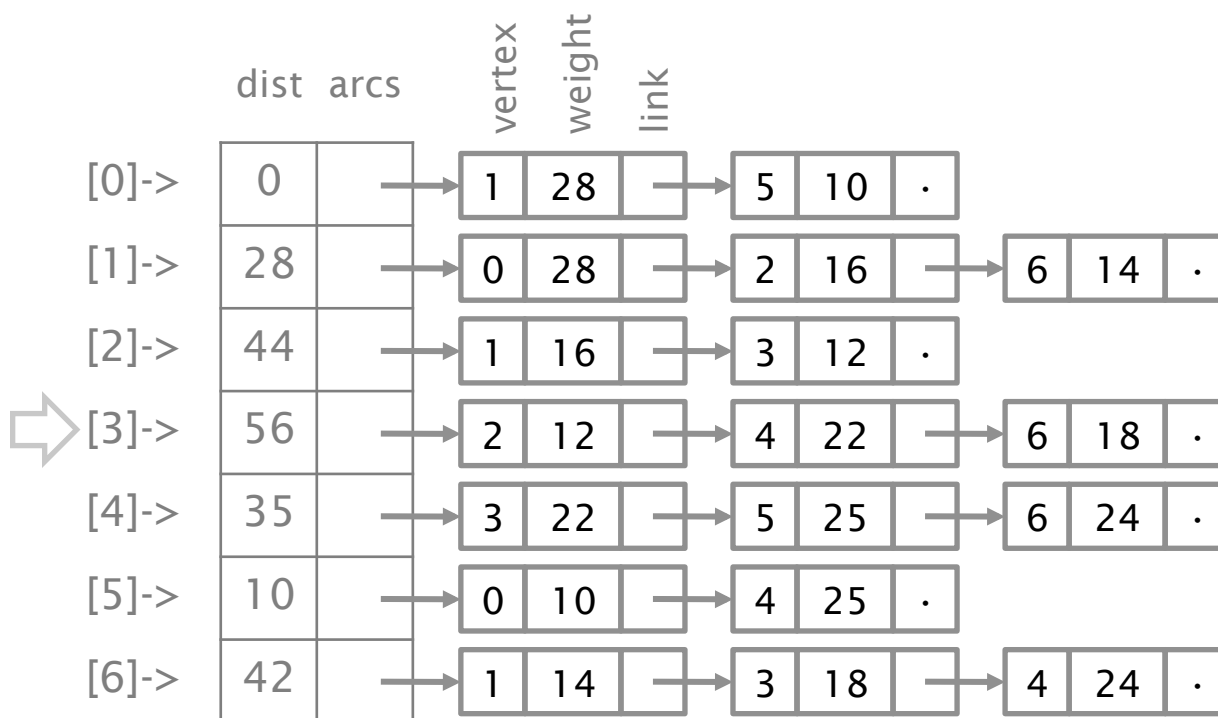 vertex weight link
dist arcs
[0]-> 0 1 28 5 10 .
[1]-> 28 0 28 2 16 6 14 .
[2]-> 44 1 16 3 12 .
[3]-> 56 2 12 4 22 6 18 .
[4]-> 35 3 22 5 25 6 24 .
[5]-> 10 0 10 4 25 .
[6]-> 42 1 14 3 18 4 24 .